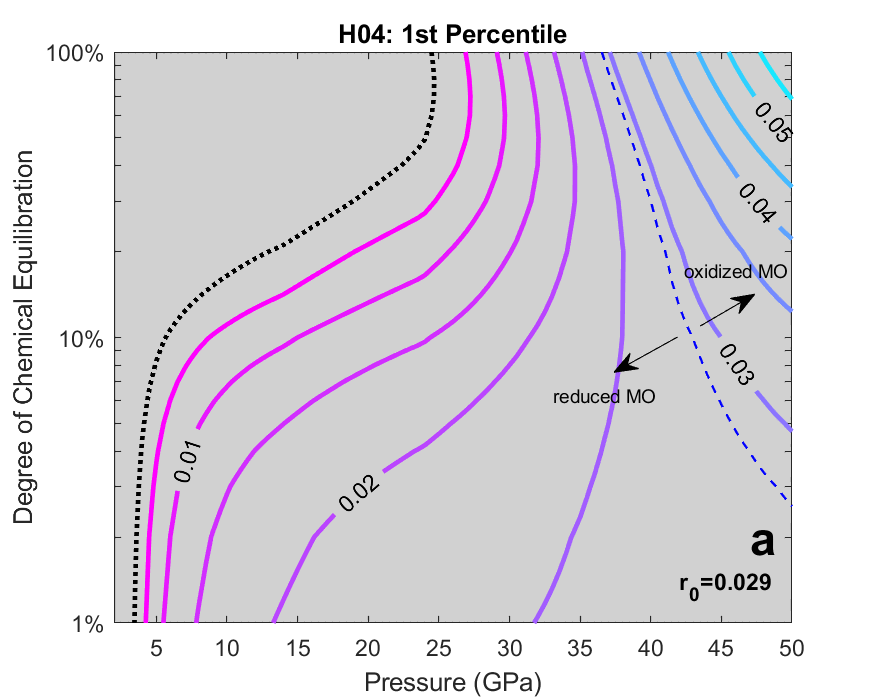 H04: 1st Percentile
100%
10%
1%
Degree of Chemical Equilibration
0.05
0.04
oxidized MO
0.03
reduced MO
0.01
0.02
a
r0=0.029
5 10 15 20 25 30 35 40 45 50
Pressure (GPa)